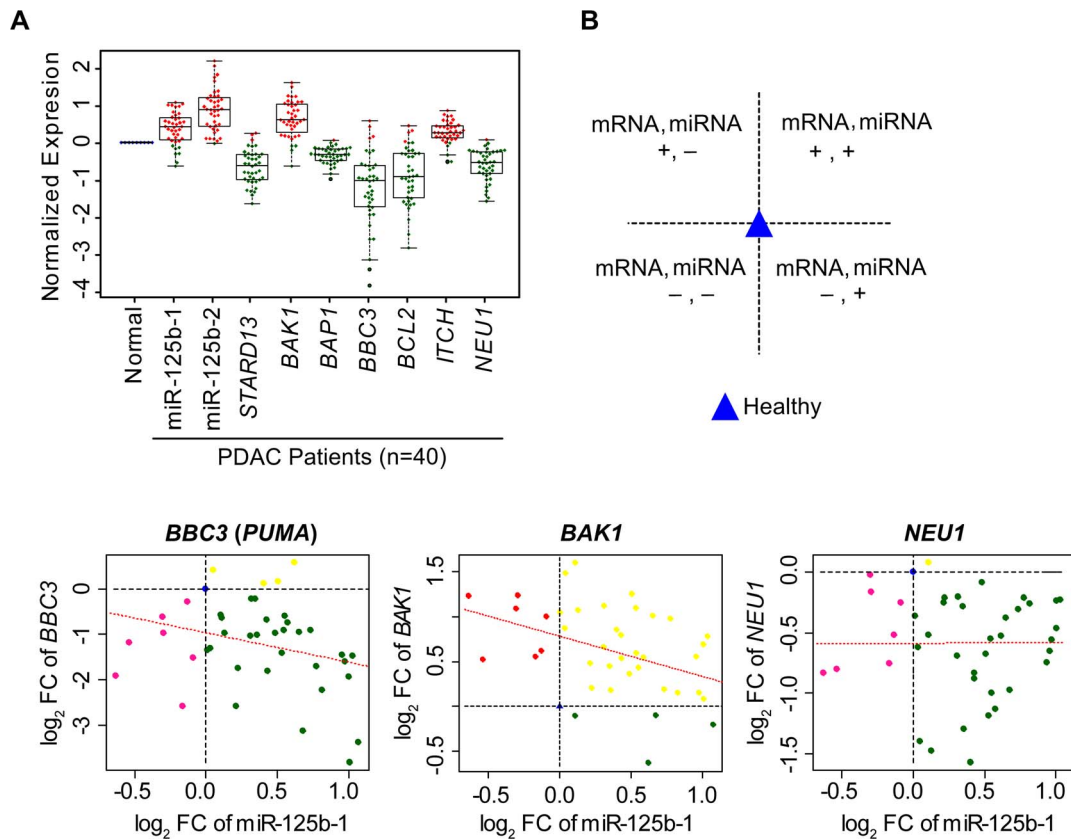 A
Normalized Expresion
2
1
0
-1
-2
-3
-4
Normal
miR-125b-1
miR-125b-2
STARD13
BAK1
BAP1
BBC3
BCL2
ITCH
NEU1
PDAC Patients (n=40)
B
mRNA, miRNA
+, –
mRNA, miRNA
+ , +
mRNA, miRNA
– , –
mRNA, miRNA
– , +
Healthy
BBC3 (PUMA)
log2 FC of BBC3
0
-1
-2
-3
-0.5
0.0
0.5
1.0
log2 FC of miR-125b-1
BAK1
log2 FC of BAK1
1.5
0.5
-0.5
-0.5
0.0
0.5
1.0
log2 FC of miR-125b-1
NEU1
log2 FC of NEU1
0.0
-0.5
-1.0
-1.5
-0.5
0.0
0.5
1.0
log2 FC of miR-125b-1